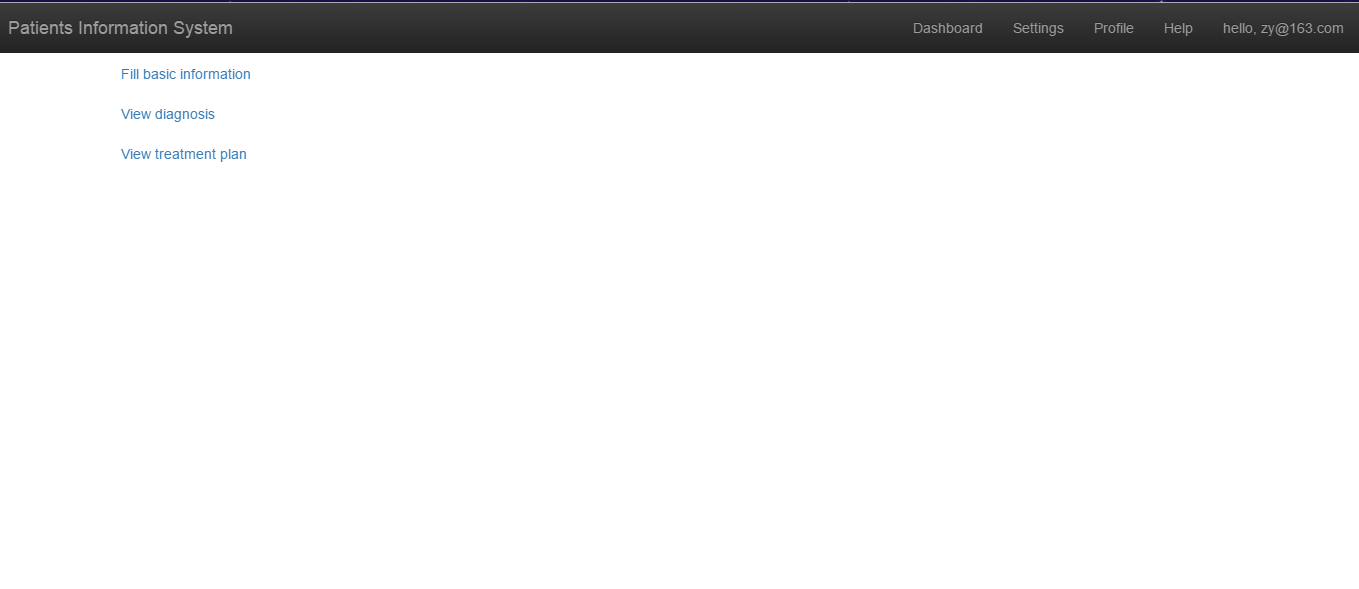 Patients Information System Dashboard Settings Profile Help hello, zy@163.com
Fill basic information
View diagnosis
View treatment plan